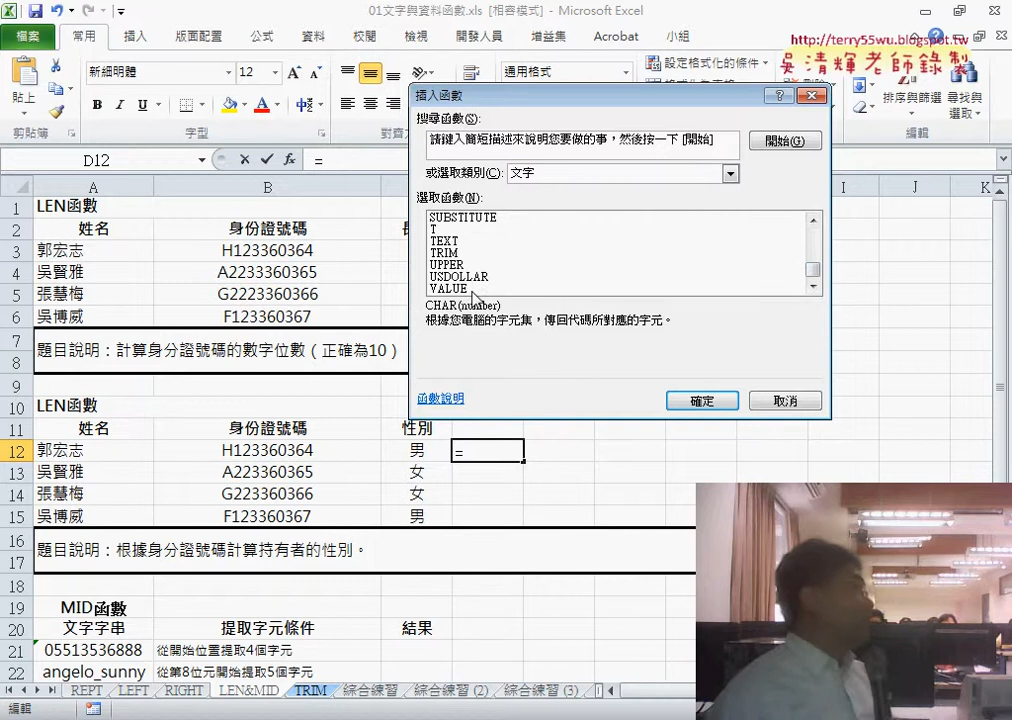 01文字與資料函數.xls [相容模式] - Microsoft Excel
檔案 常用 插入 版面配置 公式 資料 校閱 檢視 開發人員 增益集 Acrobat 小組
http://terry55wu.blogspot.tw
吳清輝老師錄製
貼上 新細明體 12 通用格式 設定格式化的條件 排序與篩選 尋找與選取
剪貼簿 字型 對齊 編輯
D12 =
A B I J K
1 LEN函數
2 姓名 身份證號碼
3 郭宏志 H123360364
4 吳賢雅 A2233360365
5 張慧梅 G2223360366
6 吳博威 F123360367
7 題目說明：計算身分證號碼的數字位數（正確為10）
8
9
10 LEN函數
11 姓名 身份證號碼 性別
12 郭宏志 H123360364 男 =
13 吳賢雅 A223360365 女
14 張慧梅 G223360366 女
15 吳博威 F123360367 男
16 題目說明：根據身分證號碼計算持有者的性別。
17
18
19 MID函數
20 文字字串 提取字元條件 結果
21 05513536888 從開始位置提取4個字元
22 angelo_sunny 從第8位元開始提取5個字元
插入函數
搜尋函數(S):
請鍵入簡短描述來說明您要做的事，然後按一下 [開始]
開始(G)
或選取類別(C): 文字
選取函數(N):
SUBSTITUTE
T
TEXT
TRIM
UPPER
USDOLLAR
VALUE
CHAR(number)
根據您電腦的字元集，傳回代碼所對應的字元。
函數說明 確定 取消
REPT LEFT RIGHT LEN&MID TRIM 綜合練習 綜合練習 (2) 綜合練習 (3)
編輯